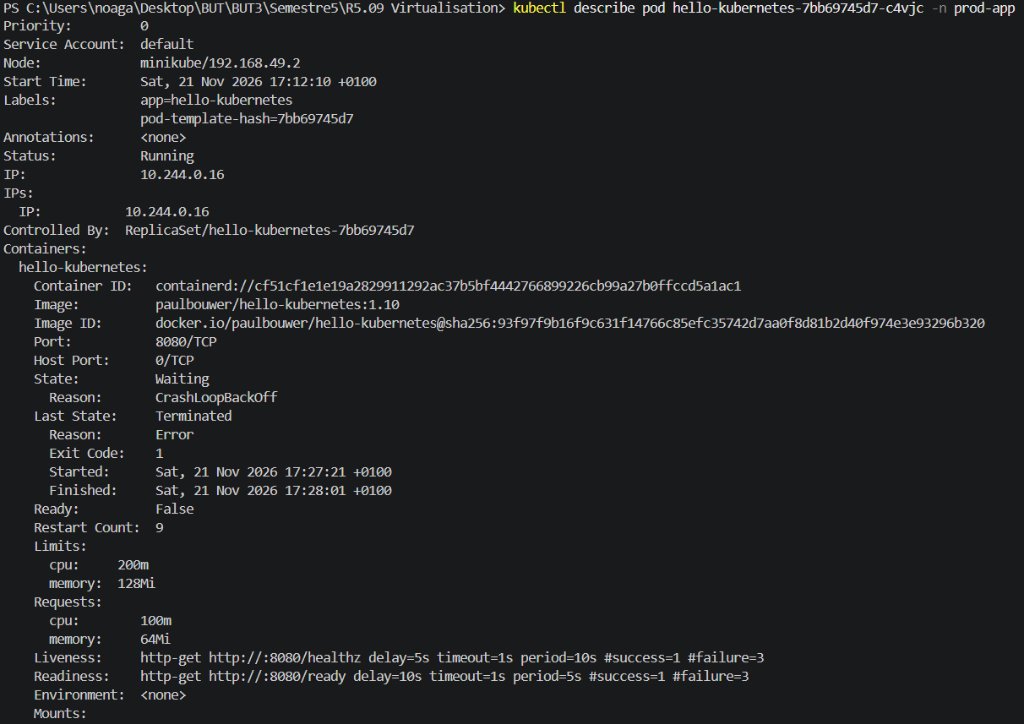 PS C:\Users\noaga\Desktop\BUT\BUT3\Semestre5\R5.09 Virtualisation> kubectl describe pod hello-kubernetes-7bb69745d7-c4vjc -n prod-app
Priority:         0
Service Account:  default
Node:             minikube/192.168.49.2
Start Time:       Sat, 21 Nov 2026 17:12:10 +0100
Labels:           app=hello-kubernetes
                  pod-template-hash=7bb69745d7
Annotations:      <none>
Status:           Running
IP:               10.244.0.16
IPs:
  IP:           10.244.0.16
Controlled By:  ReplicaSet/hello-kubernetes-7bb69745d7
Containers:
  hello-kubernetes:
    Container ID:   containerd://cf51cf1e1e19a2829911292ac37b5bf4442766899226cb99a27b0ffccd5a1ac1
    Image:          paulbouwer/hello-kubernetes:1.10
    Image ID:       docker.io/paulbouwer/hello-kubernetes@sha256:93f97f9b16f9c631f14766c85efc35742d7aa0f8d81b2d40f974e3e93296b320
    Port:           8080/TCP
    Host Port:      0/TCP
    State:          Waiting
      Reason:       CrashLoopBackOff
    Last State:     Terminated
      Reason:       Error
      Exit Code:    1
      Started:      Sat, 21 Nov 2026 17:27:21 +0100
      Finished:     Sat, 21 Nov 2026 17:28:01 +0100
    Ready:          False
    Restart Count:  9
    Limits:
      cpu:     200m
      memory:  128Mi
    Requests:
      cpu:        100m
      memory:     64Mi
    Liveness:     http-get http://:8080/healthz delay=5s timeout=1s period=10s #success=1 #failure=3
    Readiness:    http-get http://:8080/ready delay=10s timeout=1s period=5s #success=1 #failure=3
    Environment:  <none>
    Mounts: